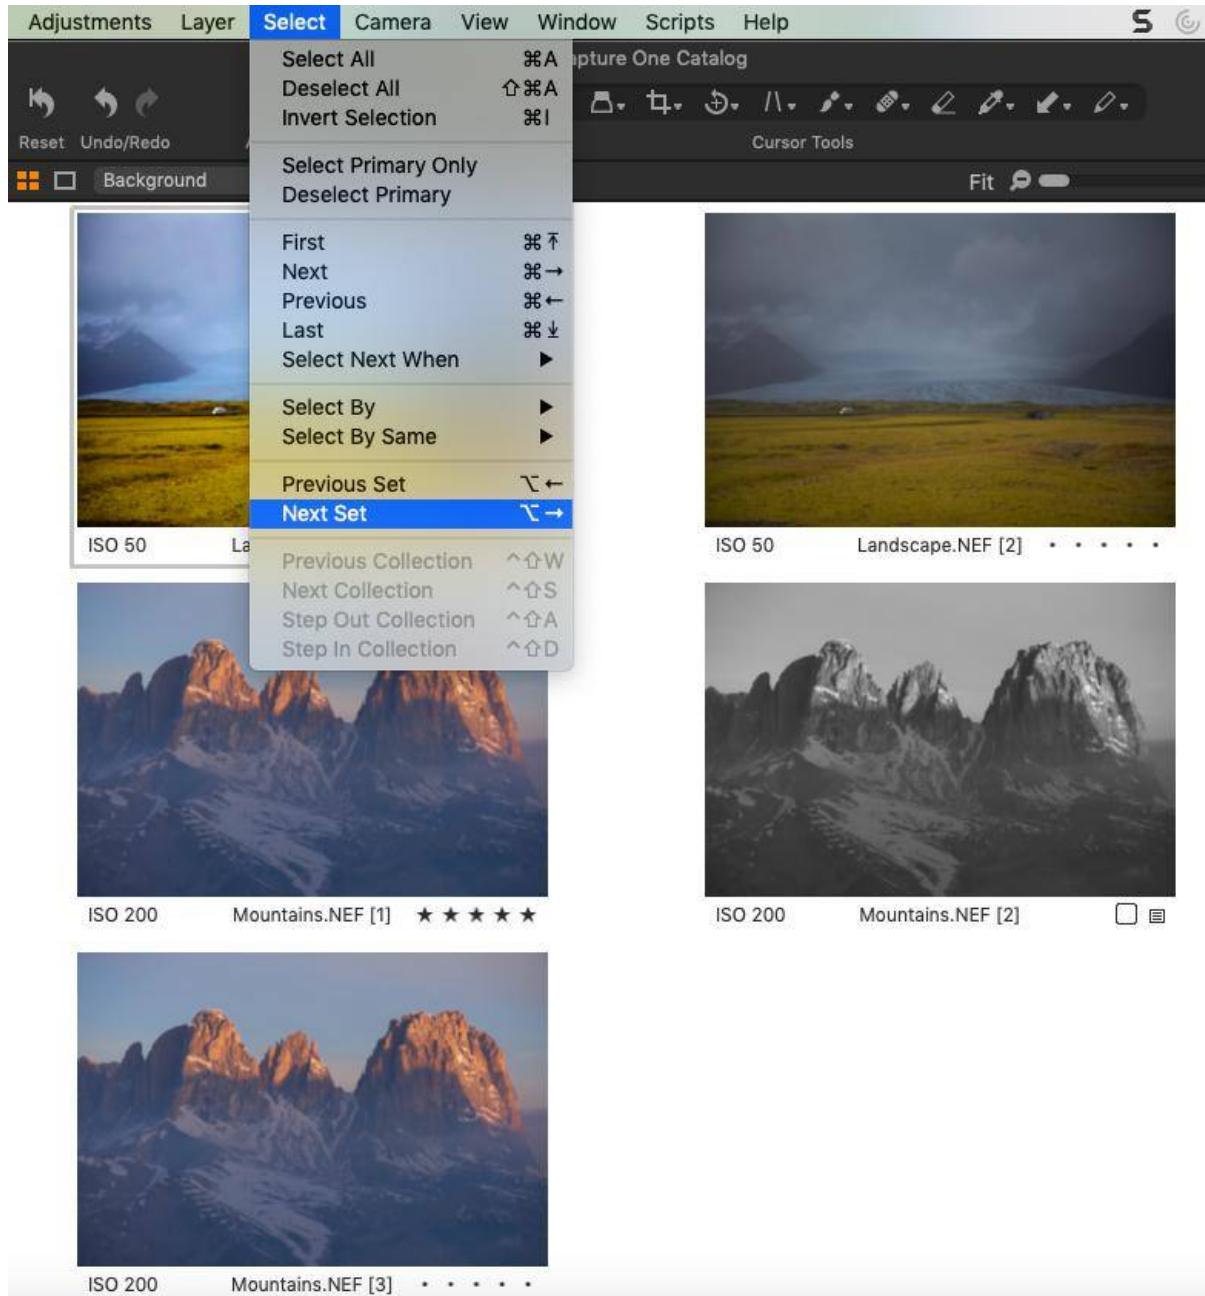 Adjustments Layer Select Camera View Window Scripts Help
Select All ⌘A
Deselect All ⇧⌘A
Invert Selection ⌘I
Select Primary Only
Deselect Primary
First ⌘⤒
Next ⌘→
Previous ⌘←
Last ⌘⤓
Select Next When ▶
Select By ▶
Select By Same ▶
Previous Set ⌥←
Next Set ⌥→
Previous Collection ^⇧W
Next Collection ^⇧S
Step Out Collection ^⇧A
Step In Collection ^⇧D
pture One Catalog
Reset Undo/Redo
Cursor Tools
Background
Fit
ISO 50 La
ISO 50 Landscape.NEF [2] • • • • •
ISO 200 Mountains.NEF [1] ★ ★ ★ ★ ★
ISO 200 Mountains.NEF [2]
ISO 200 Mountains.NEF [3] • • • • •